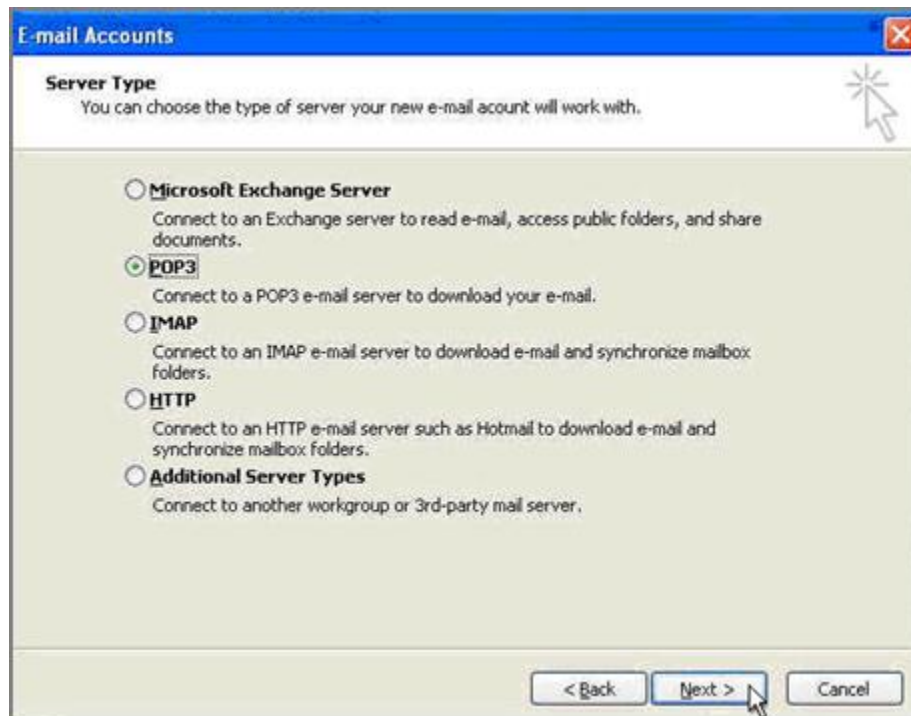 E-mail Accounts
Server Type
You can choose the type of server your new e-mail acount will work with.
Microsoft Exchange Server
Connect to an Exchange server to read e-mail, access public folders, and share
documents.
POP3
Connect to a POP3 e-mail server to download your e-mail.
IMAP
Connect to an IMAP e-mail server to download e-mail and synchronize mailbox
folders.
HTTP
Connect to an HTTP e-mail server such as Hotmail to download e-mail and
synchronize mailbox folders.
Additional Server Types
Connect to another workgroup or 3rd-party mail server.
< Back Next > Cancel